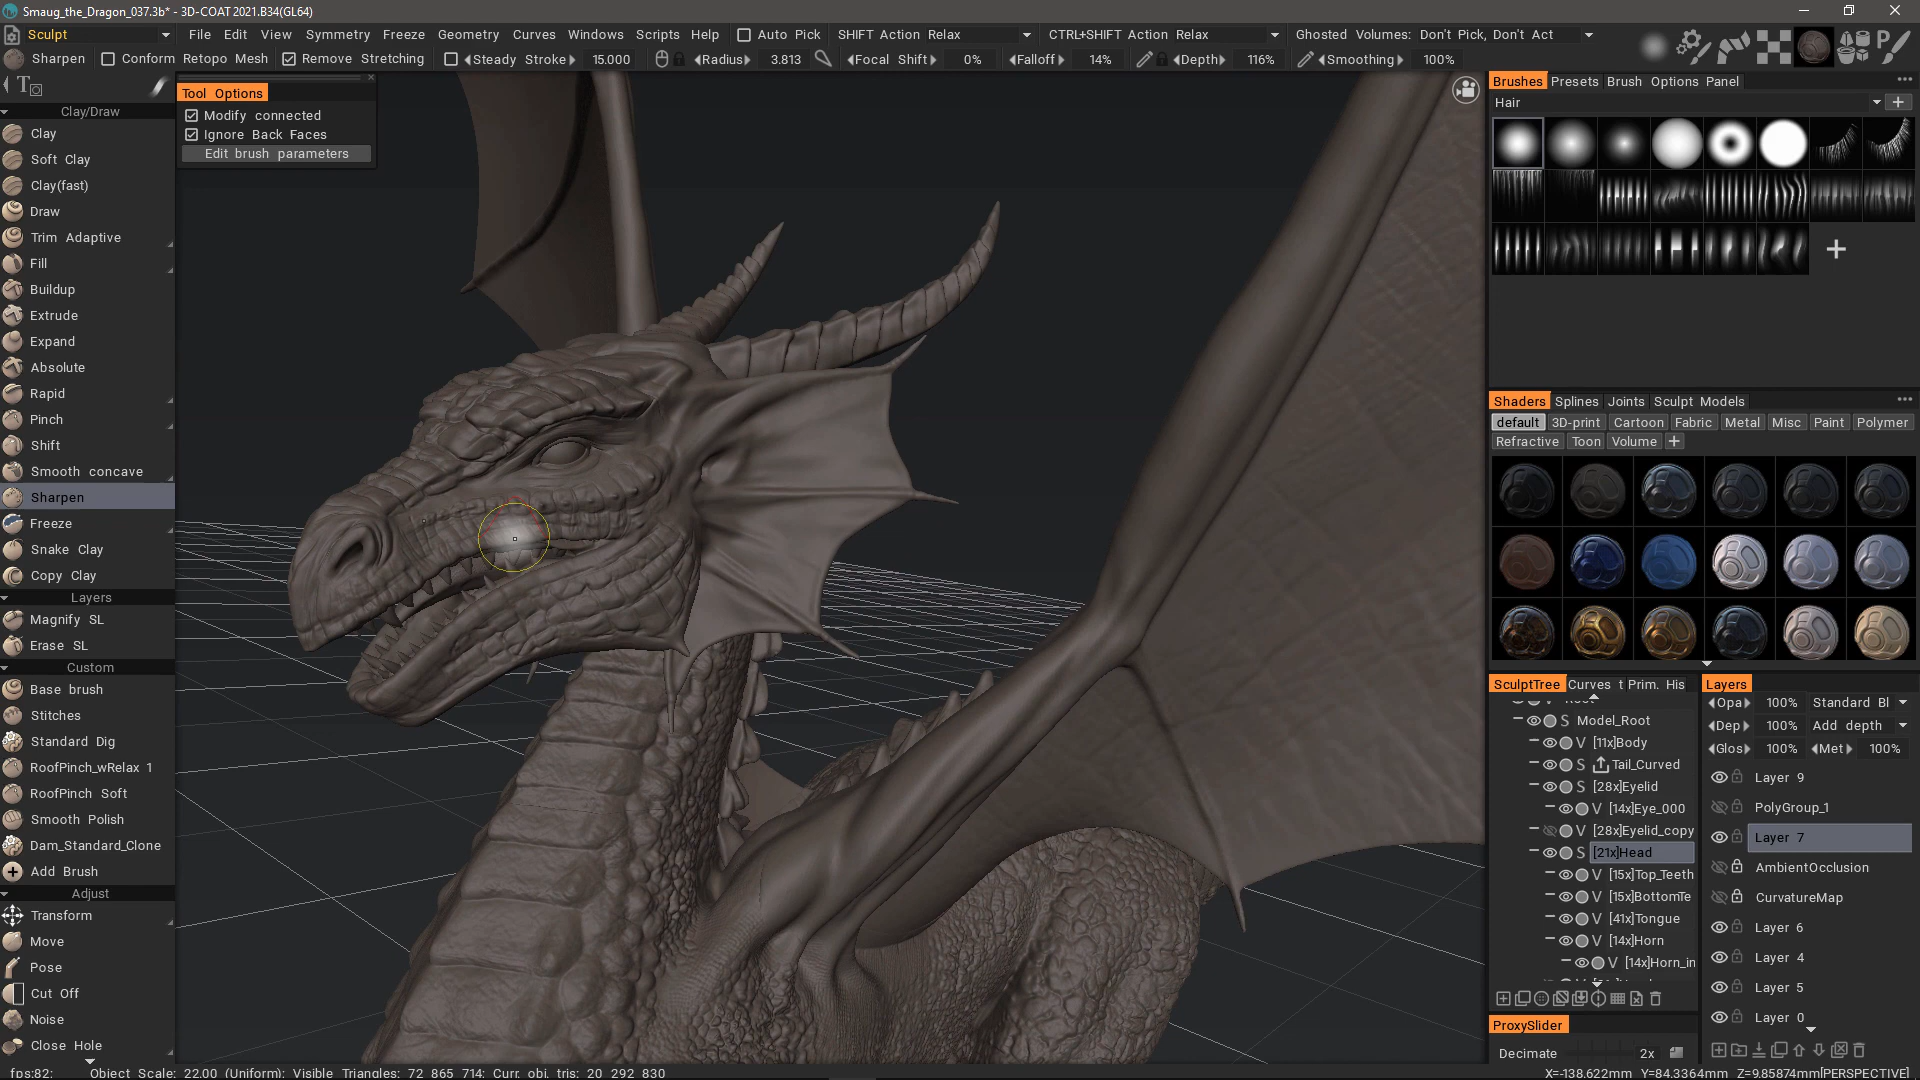 Smaug_the_Dragon_037.3b* - 3D-COAT 2021.B34(GL64)
Sculpt
File Edit View Symmetry Freeze Geometry Curves Windows Scripts Help Auto Pick SHIFT Action Relax CTRL+SHIFT Action Relax Ghosted Volumes: Don't Pick, Don't Act
Sharpen Conform Retopo Mesh Remove Stretching Steady Stroke 15.000 Radius 3.813 Focal Shift 0% Falloff 14% Depth 116% Smoothing 100%
Tool Options
Modify connected
Ignore Back Faces
Edit brush parameters
Clay/Draw
Clay
Soft Clay
Clay(fast)
Draw
Trim Adaptive
Fill
Buildup
Extrude
Expand
Absolute
Rapid
Pinch
Shift
Smooth concave
Sharpen
Freeze
Snake Clay
Copy Clay
Layers
Magnify SL
Erase SL
Custom
Base brush
Stitches
Standard Dig
RoofPinch_wRelax 1
RoofPinch Soft
Smooth Polish
Dam_Standard_Clone
Add Brush
Adjust
Transform
Move
Pose
Cut Off
Noise
Close Hole
Brushes Presets Brush Options Panel
Hair
Shaders Splines Joints Sculpt Models
default 3D-print Cartoon Fabric Metal Misc Paint Polymer
Refractive Toon Volume
SculptTree Curves t Prim. His
Root
S Model_Root
V [11x]Body
S Tail_Curved
S [28x]Eyelid
V [14x]Eye_000
V [28x]Eyelid_copy
S [21x]Head
V [15x]Top_Teeth
V [15x]BottomTe
V [41x]Tongue
V [14x]Horn
V [14x]Horn_in
ProxySlider
Decimate 2x
Layers
Opa 100% Standard Bl
Dep 100% Add depth
Glos 100% Met 100%
Layer 9
PolyGroup_1
Layer 7
AmbientOcclusion
CurvatureMap
Layer 6
Layer 4
Layer 5
Layer 0
fps:82; Object Scale: 22.00 (Uniform); Visible Triangles: 72 865 714; Curr. obj. tris: 20 292 830
X=-138.622mm Y=84.3364mm Z=9.85874mm[PERSPECTIVE]